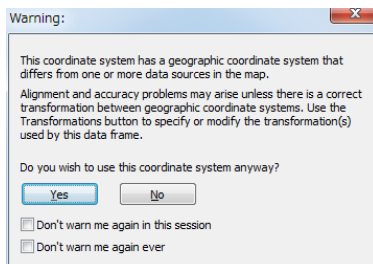 Warning:
This coordinate system has a geographic coordinate system that
differs from one or more data sources in the map.
Alignment and accuracy problems may arise unless there is a correct
transformation between geographic coordinate systems. Use the
Transformations button to specify or modify the transformation(s)
used by this data frame.
Do you wish to use this coordinate system anyway?
Yes No
Don't warn me again in this session
Don't warn me again ever